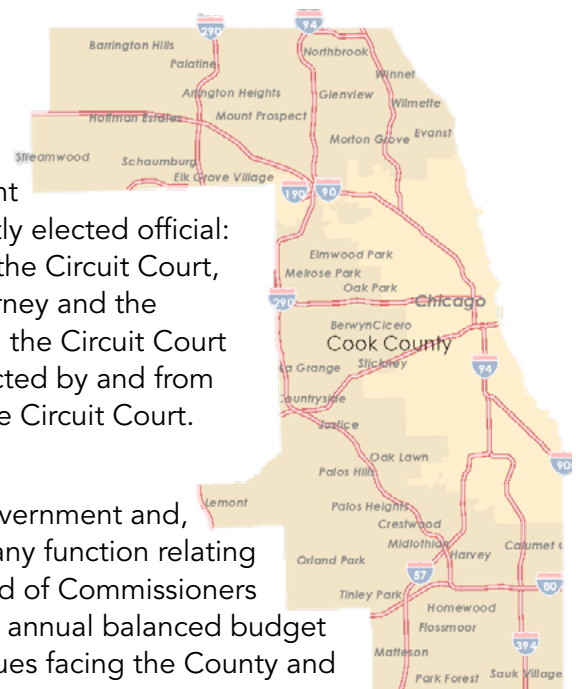 290
94
Barrington Hills
Northbrook
Palatine
Winnet
Arlington Heights
Glenview
Wilmette
Hoffman Estates
Mount Prospect
Morton Grove
Evanst
Streamwood
Schaumburg
Elk Grove Village
190
90
nt
tly elected official:
the Circuit Court,
rney and the
the Circuit Court
cted by and from
e Circuit Court.
Elmwood Park
Melrose Park
Oak Park
290
Chicago
Berwyn
Cicero
Cook County
La Grange
Stickney
94
Countryside
Justice
Oak Lawn
Palos Hills
90
Lemont
Palos Heights
Crestwood
Midlothian
Harvey
Calumet
Orland Park
57
Tinley Park
80
Homewood
Flossmoor
394
Matteson
Park Forest
Sauk Village
overnment and,
any function relating
d of Commissioners
annual balanced budget
ues facing the County and